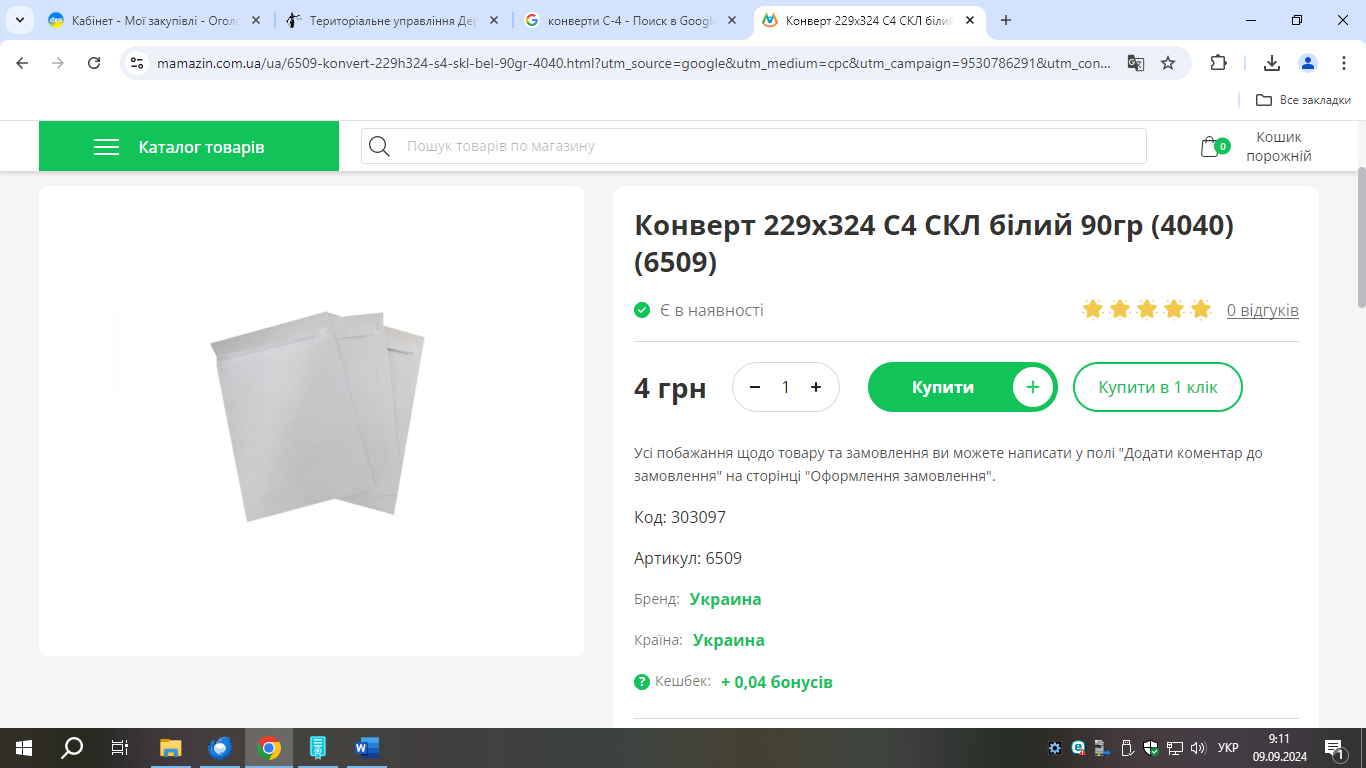 Кабінет - Мої закупівлі - Оголо
Територіальне управління Дер
конверти С-4 - Поиск в Google
Конверт 229х324 С4 СКЛ білий
mamazin.com.ua/ua/6509-konvert-229h324-s4-skl-bel-90gr-4040.html?utm_source=google&utm_medium=cpc&utm_campaign=9530786291&utm_con...
Все закладки
Каталог товарів
Пошук товарів по магазину
0
Кошик
порожній
Конверт 229х324 С4 СКЛ білий 90гр (4040)
(6509)
Є в наявності
0 відгуків
4 грн
1
Купити
Купити в 1 клік
Усі побажання щодо товару та замовлення ви можете написати у полі "Додати коментар до
замовлення" на сторінці "Оформлення замовлення".
Код: 303097
Артикул: 6509
Бренд: Украина
Країна: Украина
? Кешбек: + 0,04 бонусів
УКР
9:11
09.09.2024
1